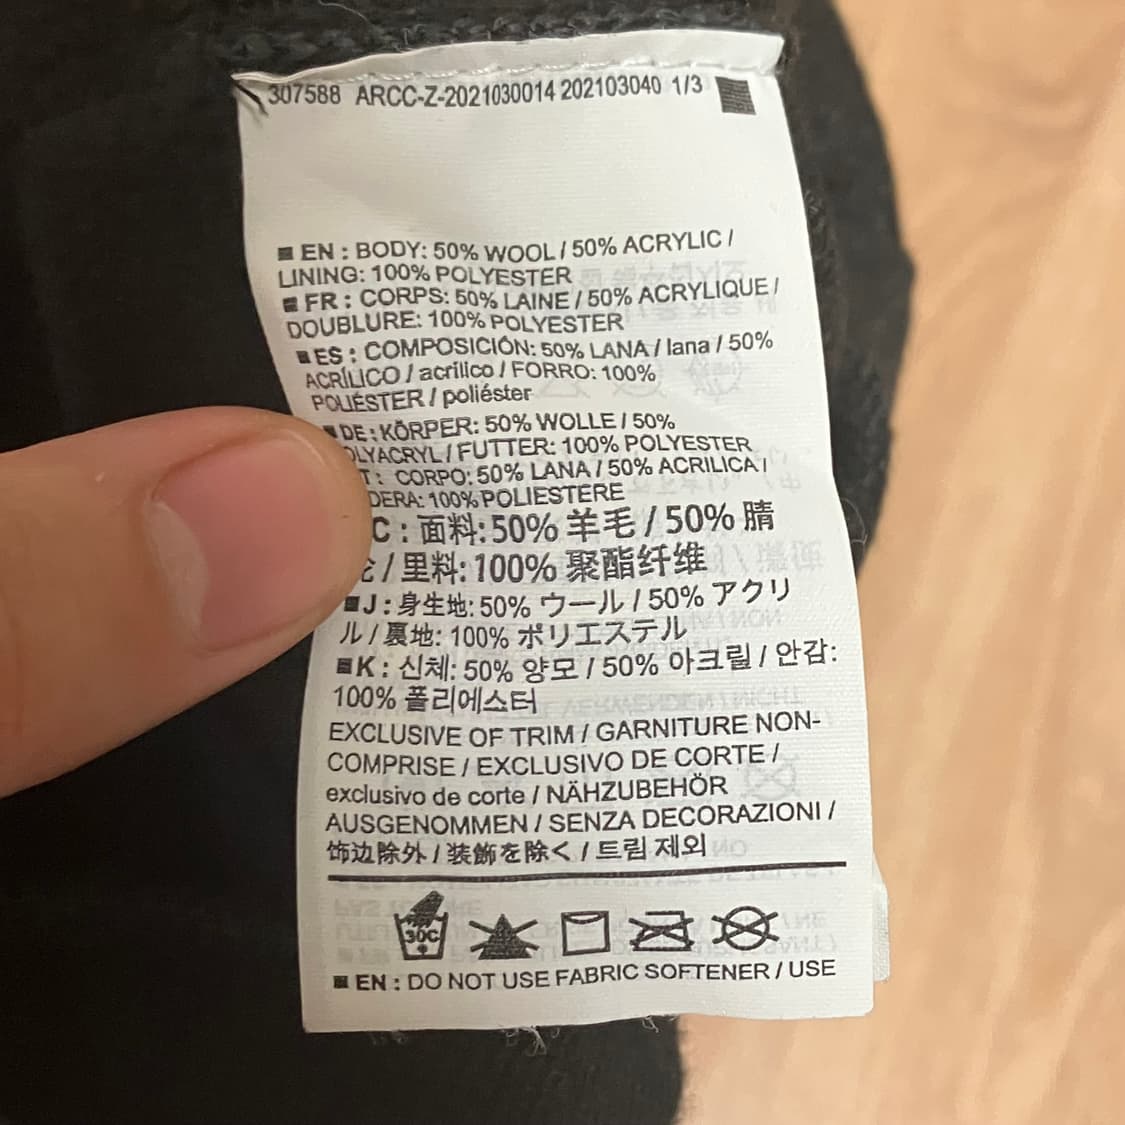 307588 ARCC-Z-2021030014 202103040 1/3
EN : BODY: 50% WOOL / 50% ACRYLIC /
LINING: 100% POLYESTER
FR : CORPS: 50% LAINE / 50% ACRYLIQUE /
DOUBLURE: 100% POLYESTER
ES : COMPOSICIÓN: 50% LANA / lana / 50%
ACRÍLICO / acrílico / FORRO: 100%
POLIÉSTER / poliéster
DE : KÖRPER: 50% WOLLE / 50%
OLYACRYL / FUTTER: 100% POLYESTER
T : CORPO: 50% LANA / 50% ACRILICA /
DERA: 100% POLIESTERE
C : 面料: 50% 羊毛 / 50% 腈
/ 里料: 100% 聚酯纤维
J : 身生地: 50% ウール / 50% アクリ
ル / 裏地: 100% ポリエステル
K : 신체: 50% 양모 / 50% 아크릴 / 안감:
100% 폴리에스터
EXCLUSIVE OF TRIM / GARNITURE NON-
COMPRISE / EXCLUSIVO DE CORTE /
exclusivo de corte / NÄHZUBEHÖR
AUSGENOMMEN / SENZA DECORAZIONI /
饰边除外 / 装飾を除く / 트림 제외
30C
EN : DO NOT USE FABRIC SOFTENER / USE